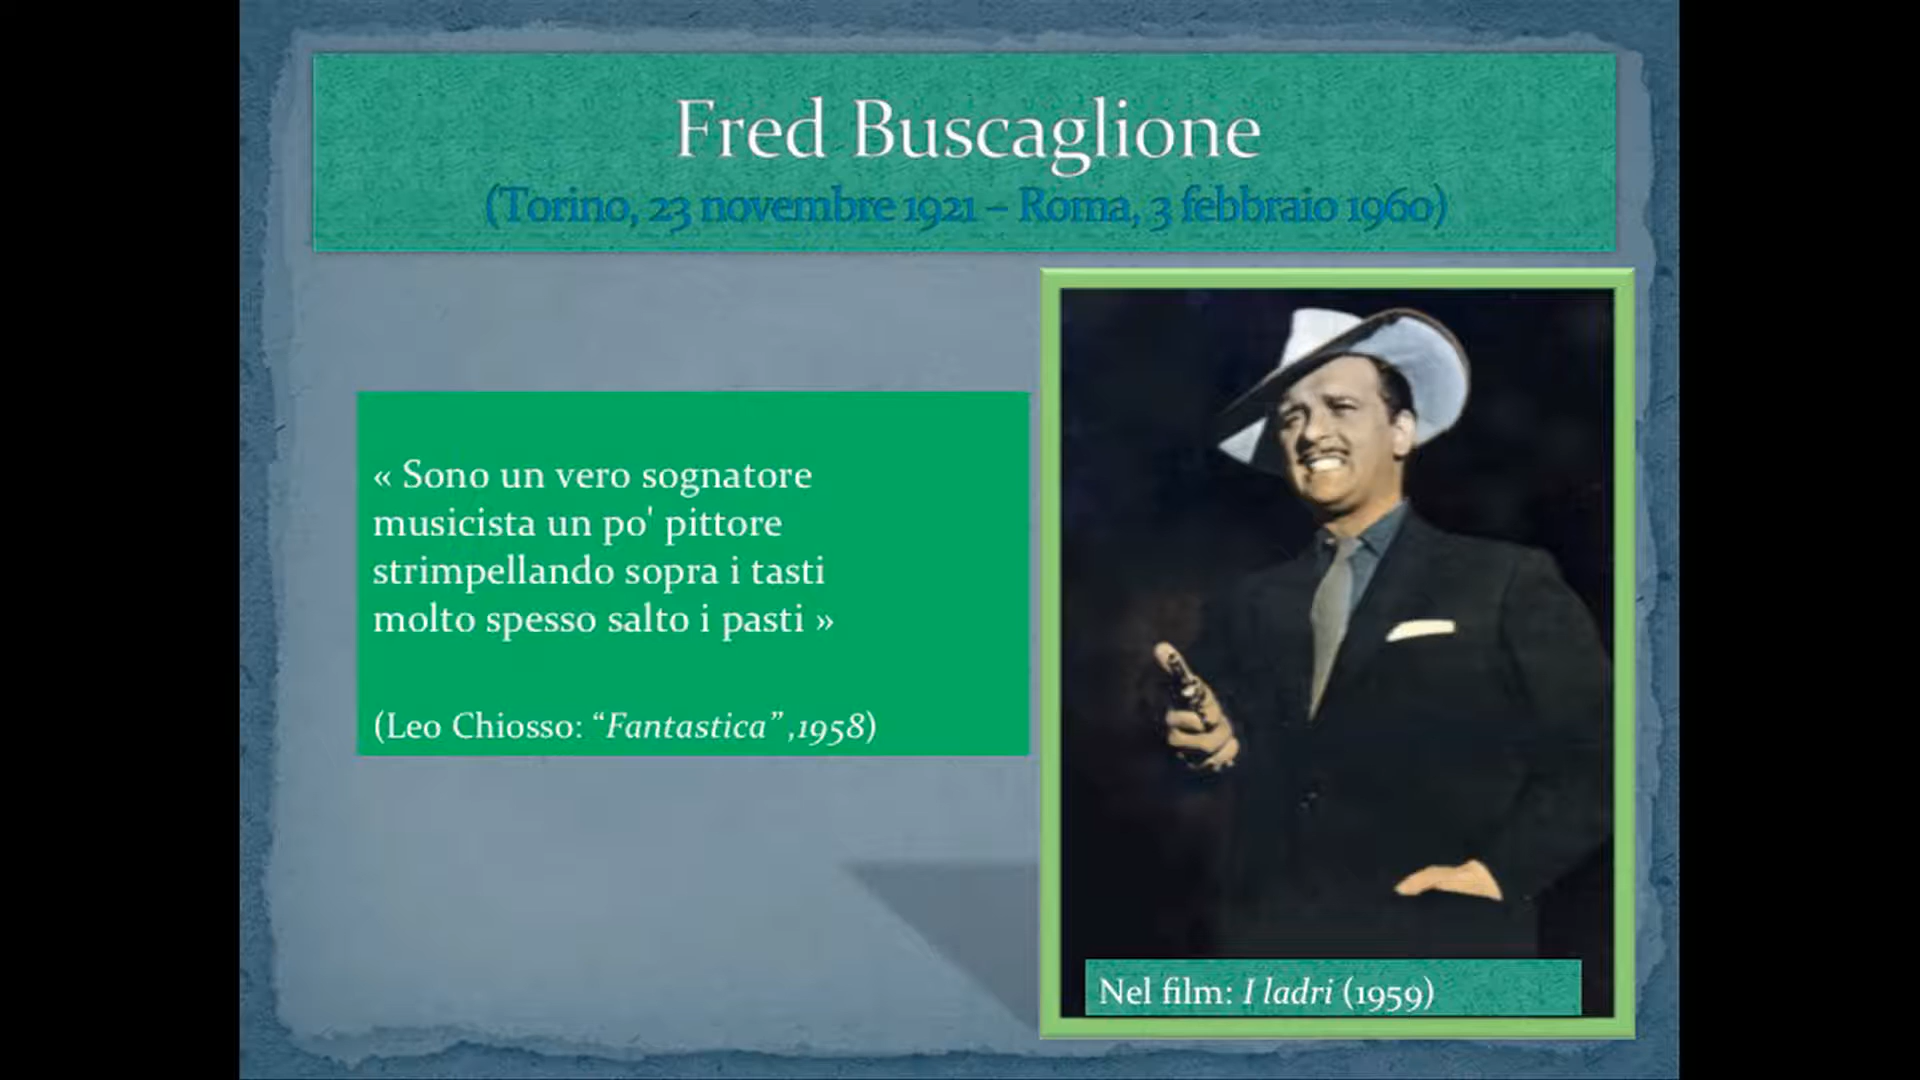 Fred Buscaglione
(Torino, 23 novembre 1921 – Roma, 3 febbraio 1960)
« Sono un vero sognatore
musicista un po' pittore
strimpellando sopra i tasti
molto spesso salto i pasti »
(Leo Chiosso: “Fantastica” ,1958)
Nel film: I ladri (1959)